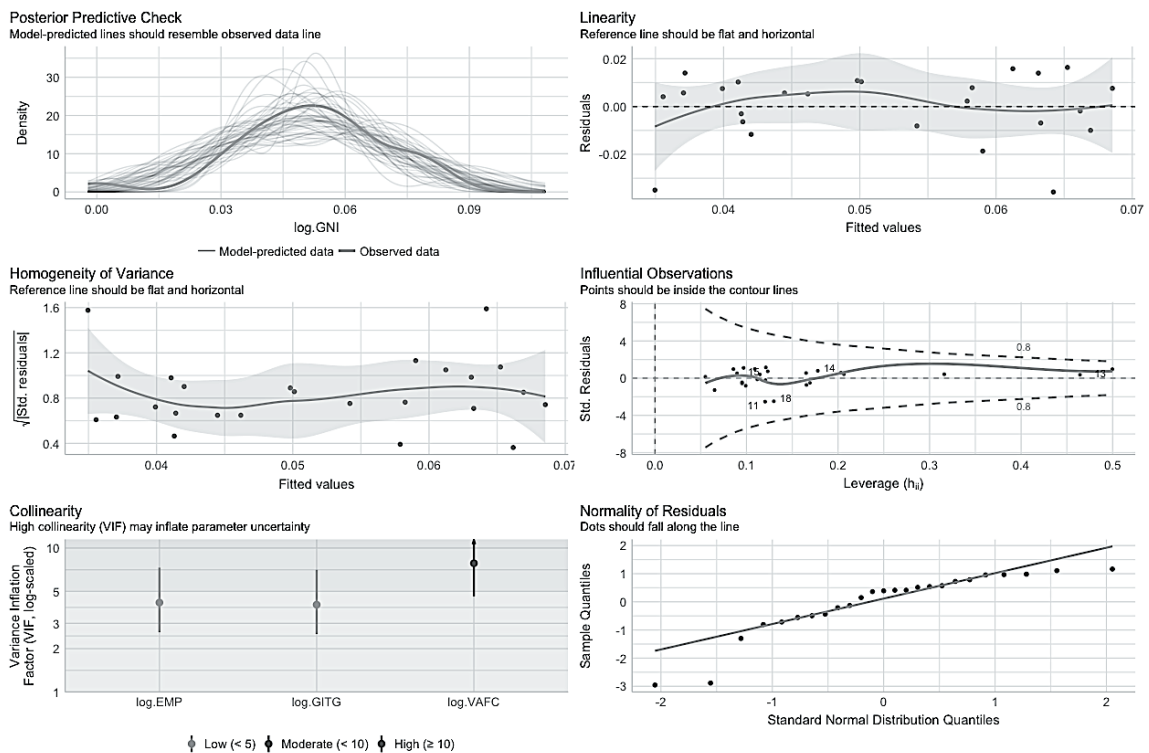 Posterior Predictive Check
Model-predicted lines should resemble observed data line
30
20
10
0
Density
0.00 0.03 0.06 0.09
log.GNI
Model-predicted data Observed data
Linearity
Reference line should be flat and horizontal
0.02
0.00
-0.02
Residuals
0.04 0.05 0.06 0.07
Fitted values
Homogeneity of Variance
Reference line should be flat and horizontal
1.6
1.2
0.8
0.4
√|Std. residuals|
0.04 0.05 0.06 0.07
Fitted values
Influential Observations
Points should be inside the contour lines
8
4
0
-4
-8
Std. Residuals
0.8
14
13
11 18
0.8
0.0 0.1 0.2 0.3 0.4 0.5
Leverage (hii)
Collinearity
High collinearity (VIF) may inflate parameter uncertainty
10
5
3
2
1
Variance Inflation
Factor (VIF, log-scaled)
log.EMP log.GITG log.VAFC
Low (< 5) Moderate (< 10) High (≥ 10)
Normality of Residuals
Dots should fall along the line
2
1
0
-1
-2
-3
Sample Quantiles
-2 -1 0 1 2
Standard Normal Distribution Quantiles